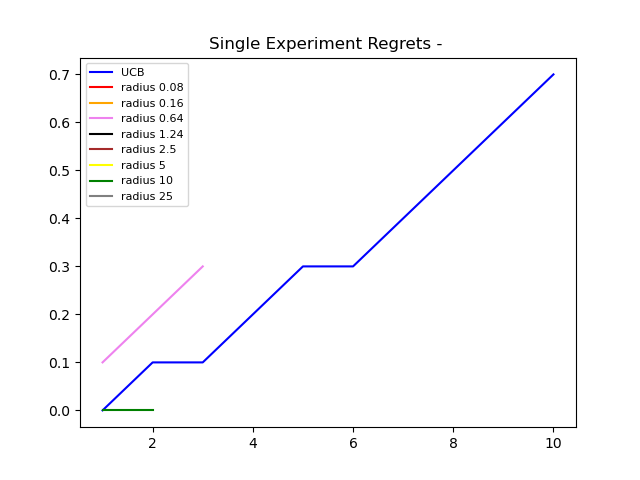 Single Experiment Regrets -
UCB
radius 0.08
radius 0.16
radius 0.64
radius 1.24
radius 2.5
radius 5
radius 10
radius 25
0.7
0.6
0.5
0.4
0.3
0.2
0.1
0.0
2 4 6 8 10